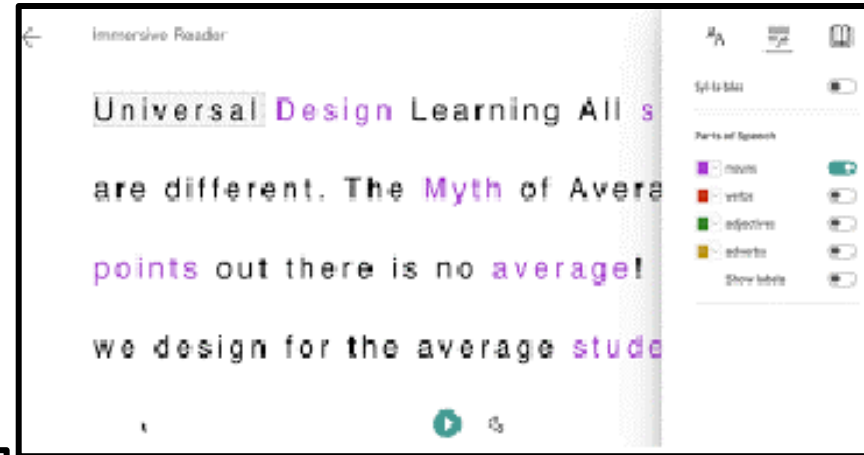 Immersive Reader
Universal Design Learning All s
are different. The Myth of Avera
points out there is no average!
we design for the average stude
Syllables
Parts of Speech
nouns
verbs
adjectives
adverbs
Show labels